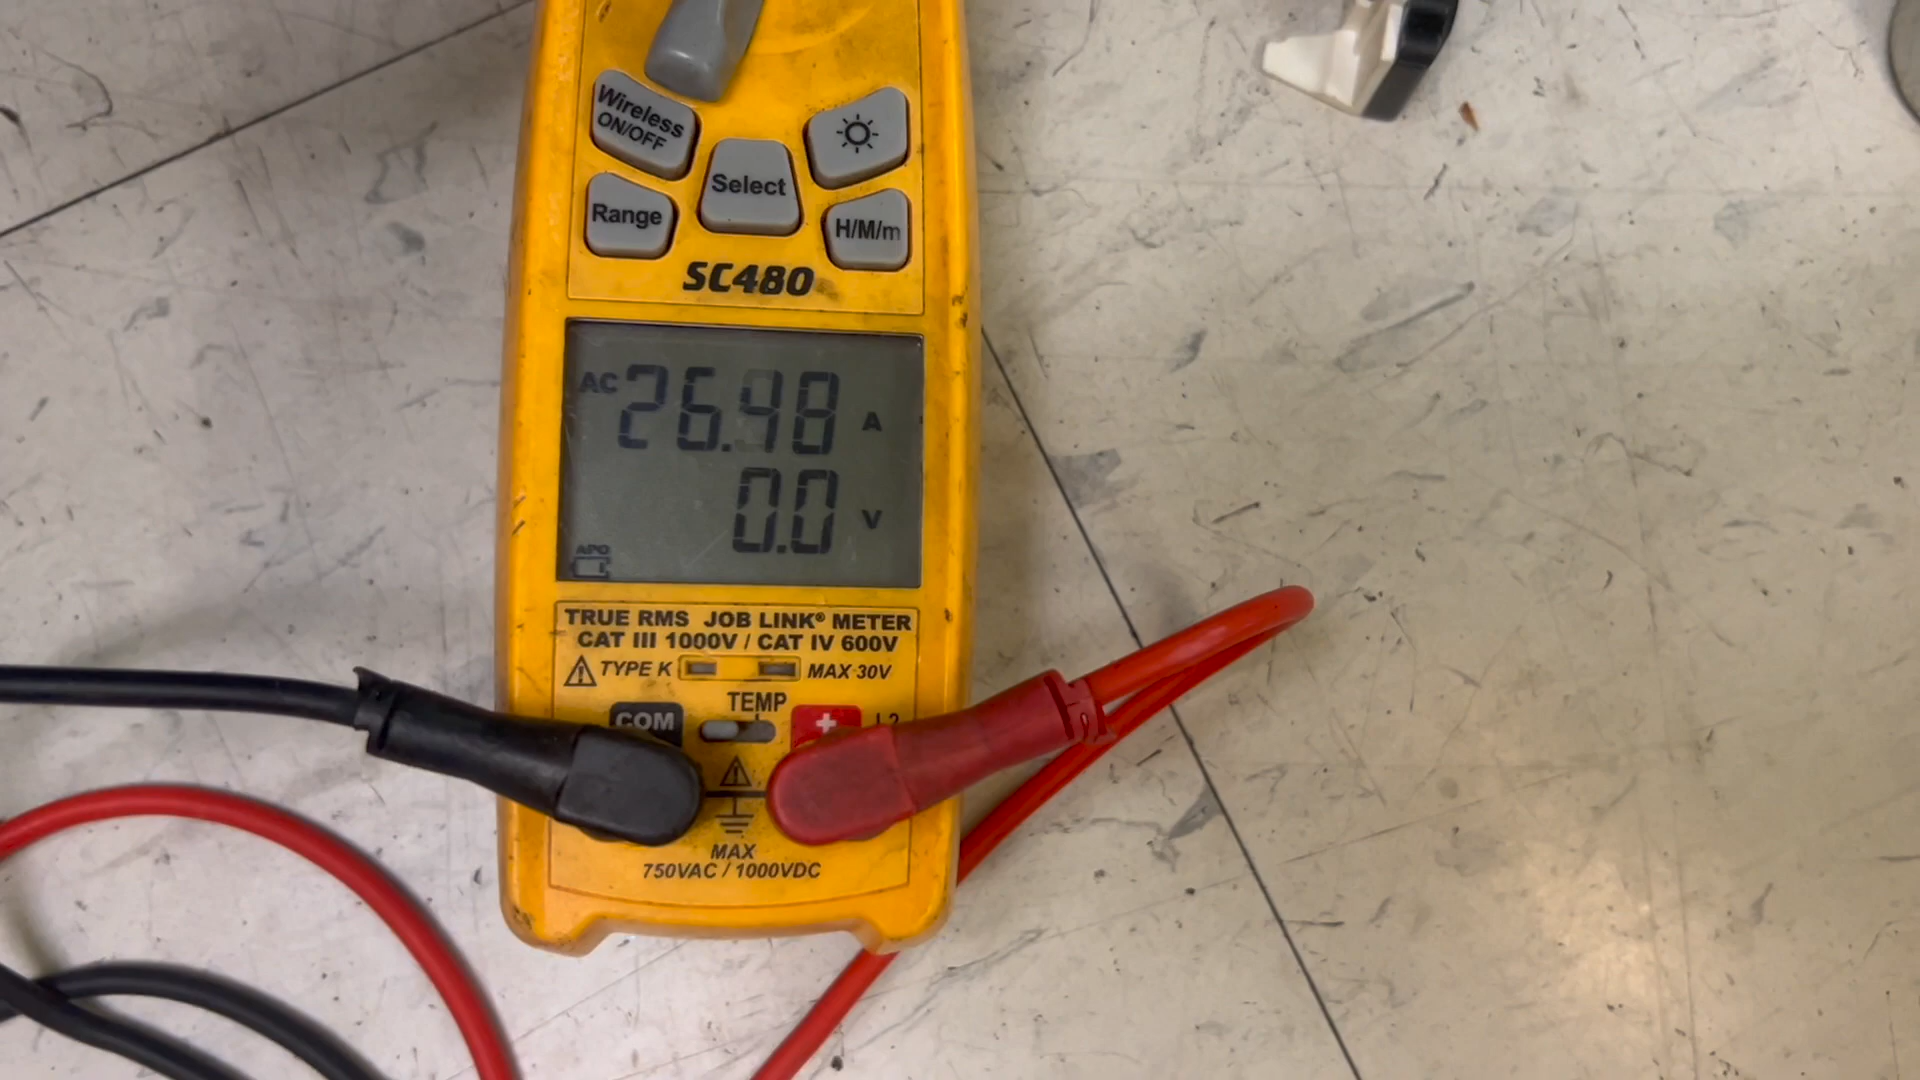 Wireless
ON/OFF
Select
Range
H/M/m
SC480
AC 26.48 A
0.0 V
APO
TRUE RMS JOB LINK® METER
CAT III 1000V / CAT IV 600V
TYPE K MAX 30V
TEMP
COM
MAX
750VAC / 1000VDC